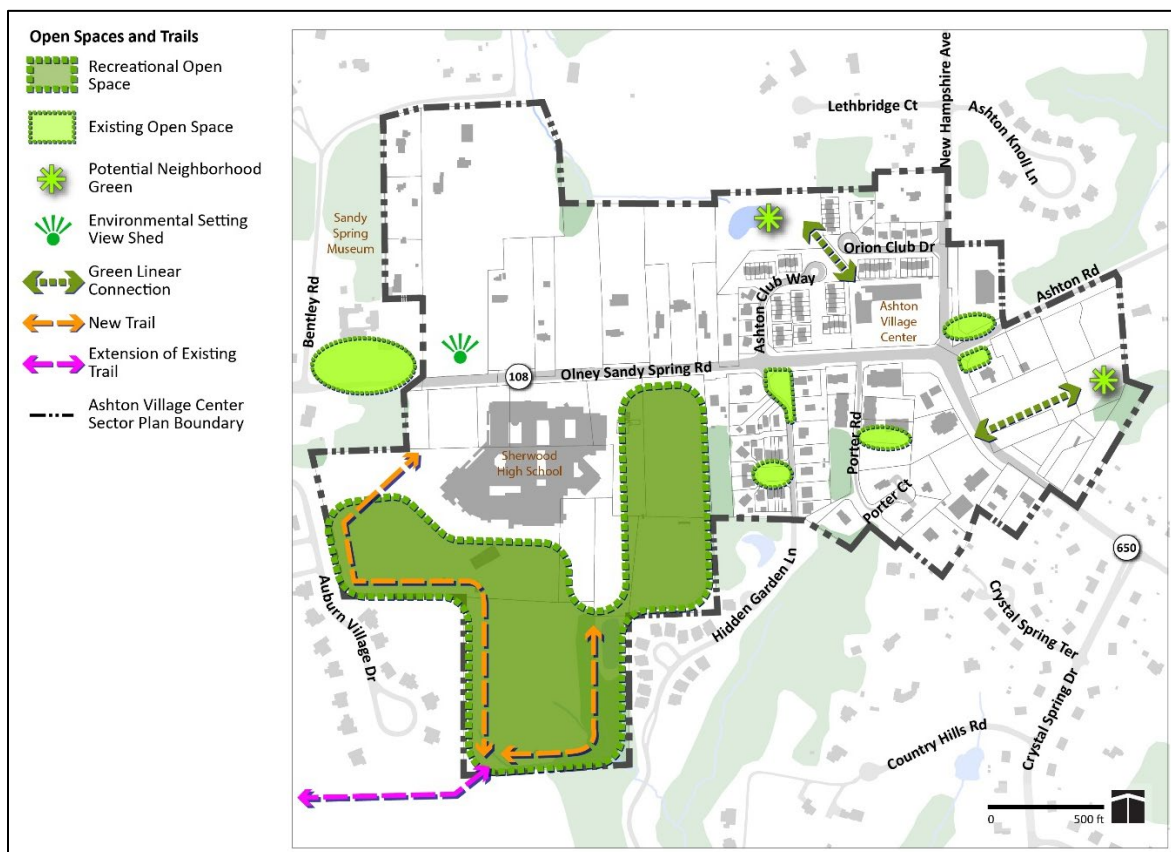 Open Spaces and Trails
Recreational Open
Space
Existing Open Space
Potential Neighborhood
Green
Environmental Setting
View Shed
Green Linear
Connection
New Trail
Extension of Existing
Trail
Ashton Village Center
Sector Plan Boundary
Lethbridge Ct
New Hampshire Ave
Ashton Knoll Ln
Sandy
Spring
Museum
Bentley Rd
Orion Club Dr
Ashton Club Way
Ashton
Village
Center
Ashton Rd
108
Olney Sandy Spring Rd
Sherwood
High School
Porter Rd
Porter Ct
650
Auburn Village Dr
Hidden Garden Ln
Crystal Spring Ter
Crystal Spring Dr
Country Hills Rd
0
500 ft